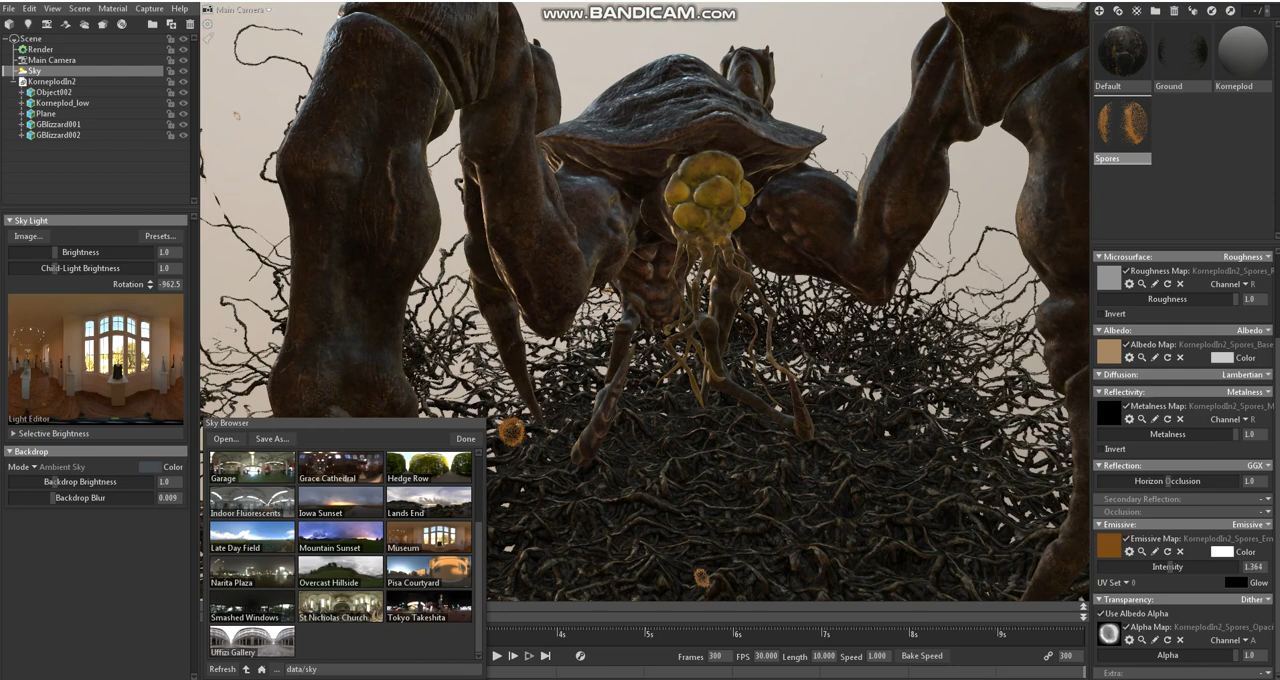 File Edit View Scene Material Capture Help
Main Camera
www.BANDICAM.com
Scene
Render
Main Camera
Sky
KorneplodIn2
Object002
Korneplod_low
Plane
GBlizzard001
GBlizzard002
Sky Light
Image... Presets...
Brightness 1.0
Child-Light Brightness 1.0
Rotation -962.5
Light Editor
Selective Brightness
Backdrop
Mode Ambient Sky Color
Backdrop Brightness 1.0
Backdrop Blur 0.009
Sky Browser
Open... Save As... Done
Garage Grace Cathedral Hedge Row
Indoor Fluorescents Iowa Sunset Lands End
Late Day Field Mountain Sunset Museum
Narita Plaza Overcast Hillside Pisa Courtyard
Smashed Windows St Nicholas Church Tokyo Takeshita
Uffizi Gallery
Refresh ... data/sky
4s 5s 6s 7s 8s 9s
Frames 300 FPS 30.000 Length 10.000 Speed 1.000 Bake Speed 300
Default Ground Korneplod
Spores
Microsurface: Roughness
Roughness Map: KorneplodIn2_Spores_R
Channel R
Roughness 1.0
Invert
Albedo: Albedo
Albedo Map: KorneplodIn2_Spores_Base
Color
Diffusion: Lambertian
Reflectivity: Metalness
Metalness Map: KorneplodIn2_Spores_M
Channel R
Metalness 1.0
Invert
Reflection: GGX
Horizon Occlusion 1.0
Secondary Reflection: -
Occlusion: -
Emissive: Emissive
Emissive Map: KorneplodIn2_Spores_Em
Color
Intensity 1.364
UV Set 0 Glow
Transparency: Dither
Use Albedo Alpha
Alpha Map: KorneplodIn2_Spores_Opac
Channel A
Alpha 1.0
Extra: -